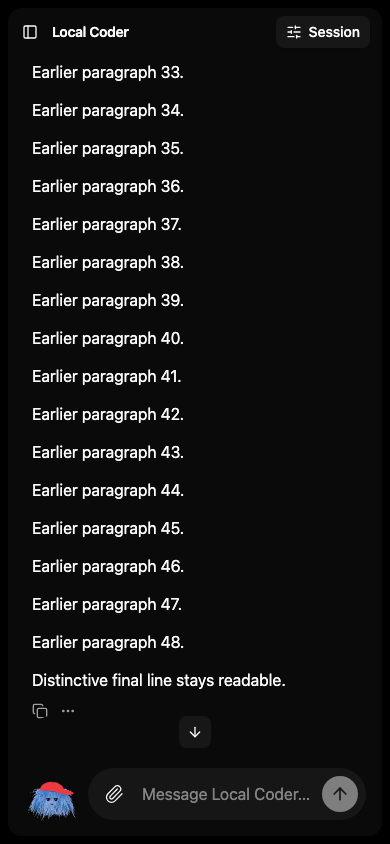 Local Coder
Session
Earlier paragraph 33.
Earlier paragraph 34.
Earlier paragraph 35.
Earlier paragraph 36.
Earlier paragraph 37.
Earlier paragraph 38.
Earlier paragraph 39.
Earlier paragraph 40.
Earlier paragraph 41.
Earlier paragraph 42.
Earlier paragraph 43.
Earlier paragraph 44.
Earlier paragraph 45.
Earlier paragraph 46.
Earlier paragraph 47.
Earlier paragraph 48.
Distinctive final line stays readable.
Message Local Coder...